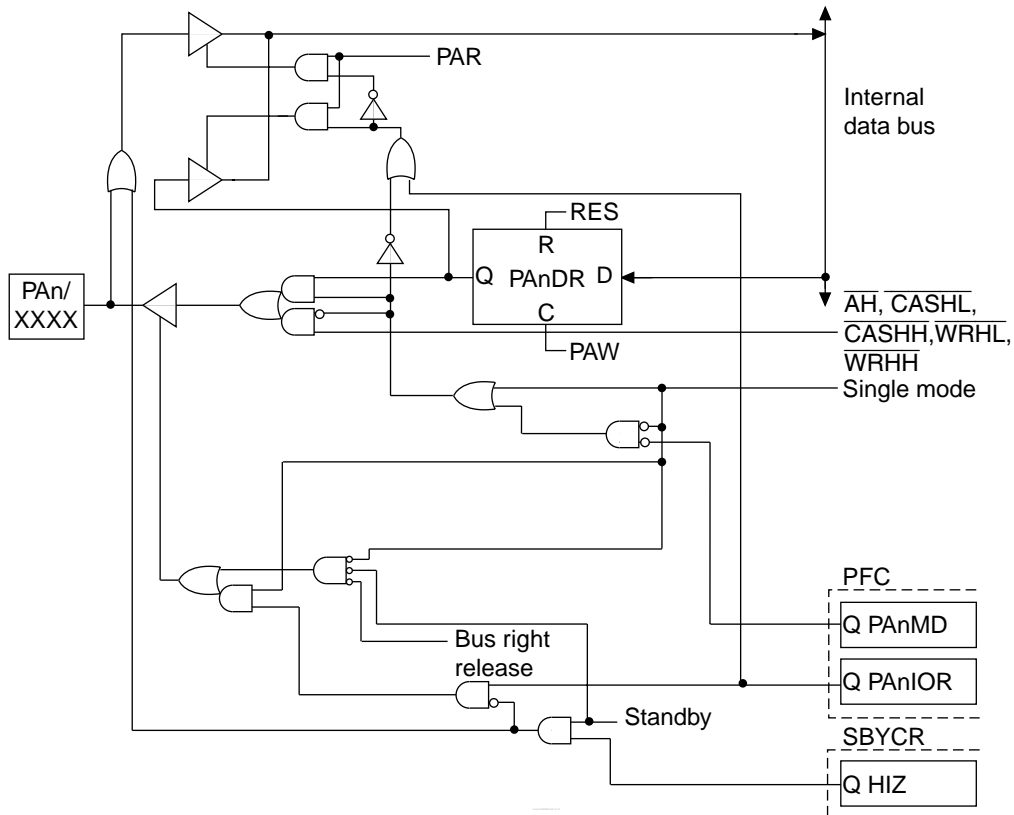 PAR
Internal
data bus
RES
R
Q PAnDR D
C
PAW
PAn/
XXXX
AH, CASHL,
CASHH,WRHL,
WRHH
Single mode
PFC
Q PAnMD
Bus right
release
Q PAnIOR
Standby
SBYCR
Q HIZ